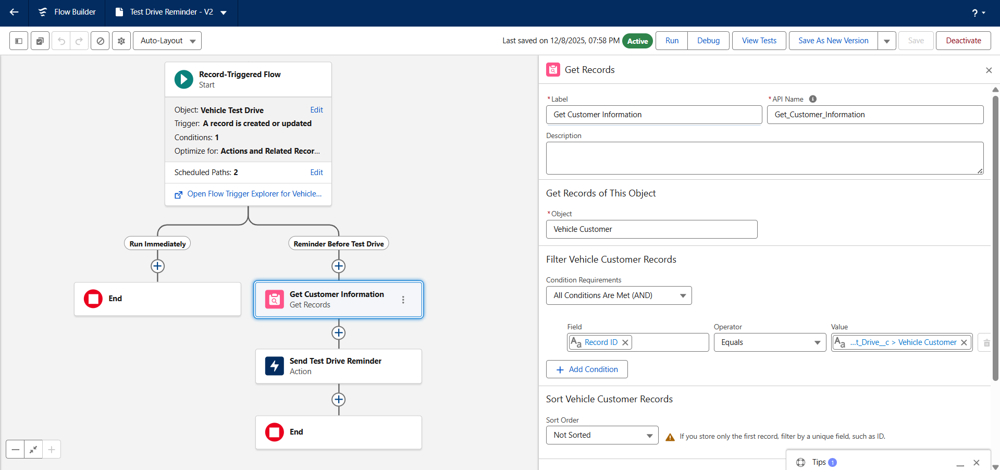 Flow Builder
Test Drive Reminder - V2
?
Auto-Layout
Last saved on 12/8/2025, 07:58 PM
Active
Run
Debug
View Tests
Save As New Version
Save
Deactivate
Record-Triggered Flow
Start
Object: Vehicle Test Drive
Edit
Trigger: A record is created or updated
Conditions: 1
Optimize for: Actions and Related Recor...
Scheduled Paths: 2
Edit
Open Flow Trigger Explorer for Vehicle...
Run Immediately
Reminder Before Test Drive
End
Get Customer Information
Get Records
Send Test Drive Reminder
Action
End
Get Records
*Label
*API Name
Get Customer Information
Get_Customer_Information
Description
Get Records of This Object
*Object
Vehicle Customer
Filter Vehicle Customer Records
Condition Requirements
All Conditions Are Met (AND)
Field
Operator
Value
Aa Record ID
Equals
Aa ...t_Drive__c > Vehicle Customer
Add Condition
Sort Vehicle Customer Records
Sort Order
Not Sorted
If you store only the first record, filter by a unique field, such as ID.
Tips 1